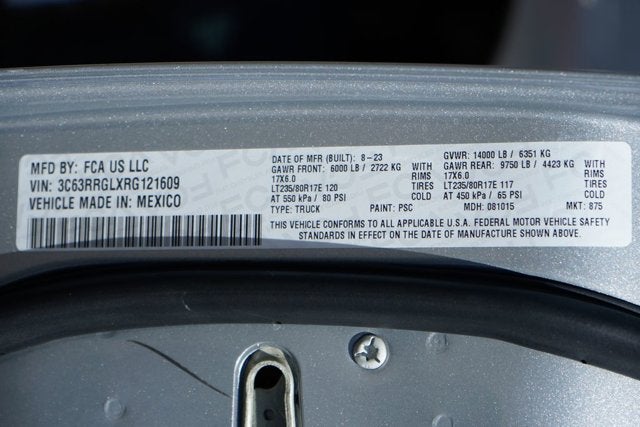 MFD BY: FCA US LLC
VIN: 3C63RRGLXRG121609
VEHICLE MADE IN: MEXICO
DATE OF MFR (BUILT): 8-23 GVWR: 14000 LB / 6351 KG
GAWR FRONT: 6000 LB / 2722 KG WITH GAWR REAR: 9750 LB / 4423 KG WITH
17X6.0 RIMS 17X6.0 RIMS
LT235/80R17E 120 TIRES LT235/80R17E 117 TIRES
AT 550 kPa / 80 PSI COLD AT 450 kPa / 65 PSI COLD
TYPE: TRUCK PAINT: PSC MDH: 081015 MKT: 875
THIS VEHICLE CONFORMS TO ALL APPLICABLE U.S.A. FEDERAL MOTOR VEHICLE SAFETY
STANDARDS IN EFFECT ON THE DATE OF MANUFACTURE SHOWN ABOVE.